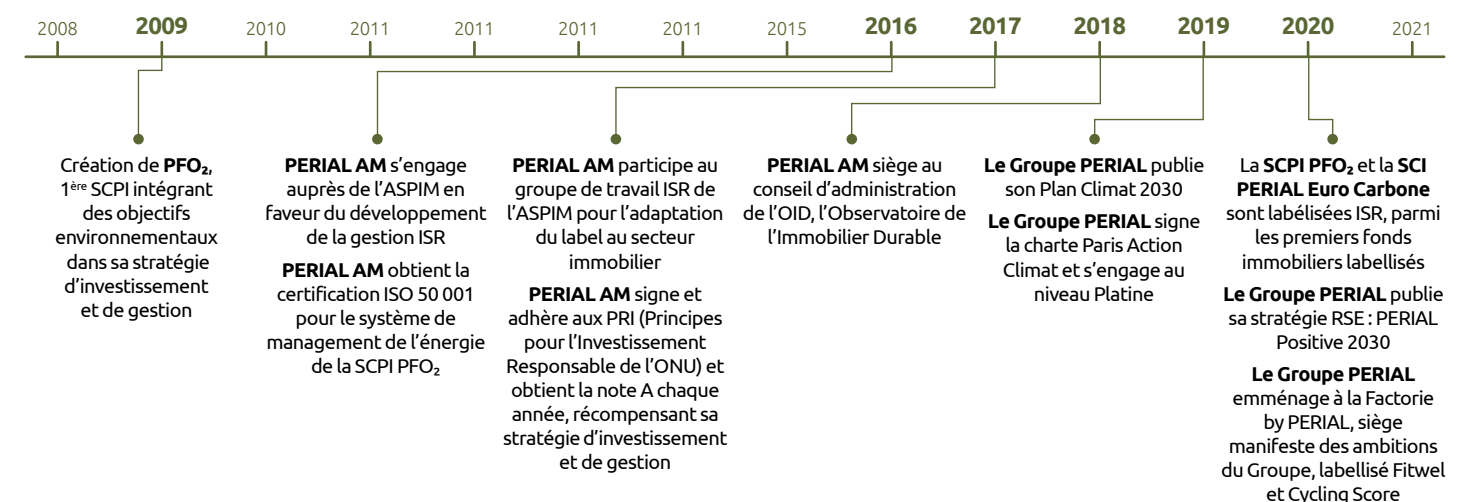 2008 2009 2010 2011 2011 2011 2011 2015 2016 2017 2018 2019 2020 2021
Création de PFO₂,
1ère SCPI intégrant
des objectifs
environnementaux
dans sa stratégie
d’investissement
et de gestion
PERIAL AM s’engage
auprès de l’ASPIM en
faveur du développement
de la gestion ISR
PERIAL AM obtient la
certification ISO 50 001
pour le système de
management de l’énergie
de la SCPI PFO₂
PERIAL AM participe au
groupe de travail ISR de
l’ASPIM pour l’adaptation
du label au secteur
immobilier
PERIAL AM signe et
adhère aux PRI (Principes
pour l’Investissement
Responsable de l’ONU) et
obtient la note A chaque
année, récompensant sa
stratégie d’investissement
et de gestion
PERIAL AM siège au
conseil d’administration
de l’OID, l’Observatoire de
l’Immobilier Durable
Le Groupe PERIAL publie
son Plan Climat 2030
Le Groupe PERIAL signe
la charte Paris Action
Climat et s’engage au
niveau Platine
La SCPI PFO₂ et la SCI
PERIAL Euro Carbone
sont labélisées ISR, parmi
les premiers fonds
immobiliers labellisés
Le Groupe PERIAL publie
sa stratégie RSE : PERIAL
Positive 2030
Le Groupe PERIAL
emménage à la Factorie
by PERIAL, siège
manifeste des ambitions
du Groupe, labellisé Fitwel
et Cycling Score